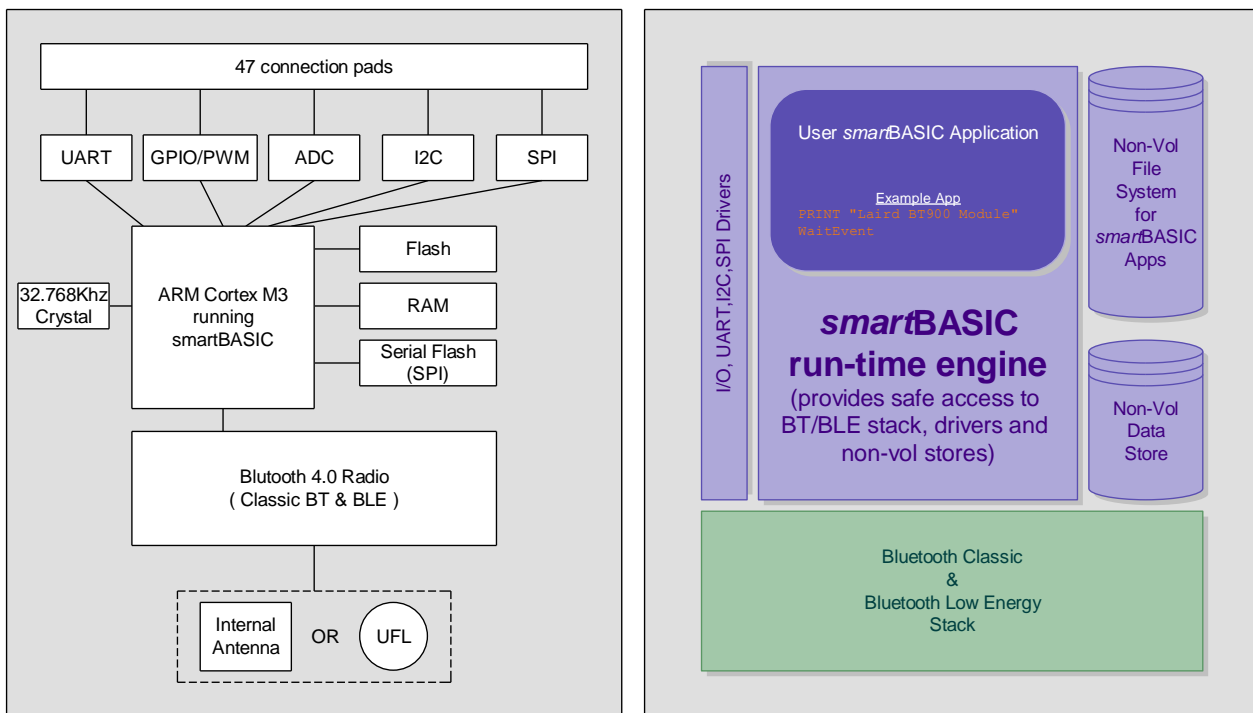 47 connection pads
UART
GPIO/PWM
ADC
I2C
SPI
Flash
32.768Khz
Crystal
ARM Cortex M3
running
smartBASIC
RAM
Serial Flash
(SPI)
Blutooth 4.0 Radio
( Classic BT & BLE )
Internal
Antenna
OR
UFL
I/O, UART,I2C,SPI Drivers
User smartBASIC Application
Example App
PRINT "Laird BT900 Module"
WaitEvent
smartBASIC
run-time engine
(provides safe access to
BT/BLE stack, drivers and
non-vol stores)
Non-Vol
File
System
for
smartBASIC
Apps
Non-Vol
Data
Store
Bluetooth Classic
&
Bluetooth Low Energy
Stack